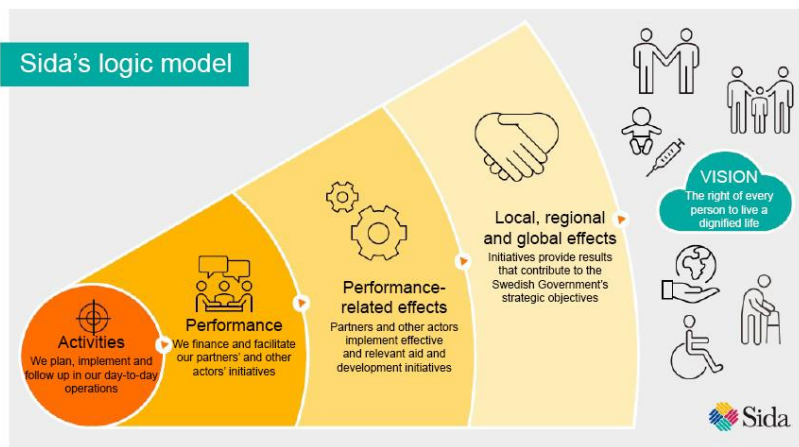 Sida's logic model
Activities
We plan, implement and
follow up in our day-to-day
operations
Performance
We finance and facilitate
our partners' and other
actors' initiatives
Performance-
related effects
Partners and other actors
implement effective
and relevant aid and
development initiatives
Local, regional
and global effects
Initiatives provide results
that contribute to the
Swedish Government's
strategic objectives
VISION
The right of every
person to live a
dignified life
Sida